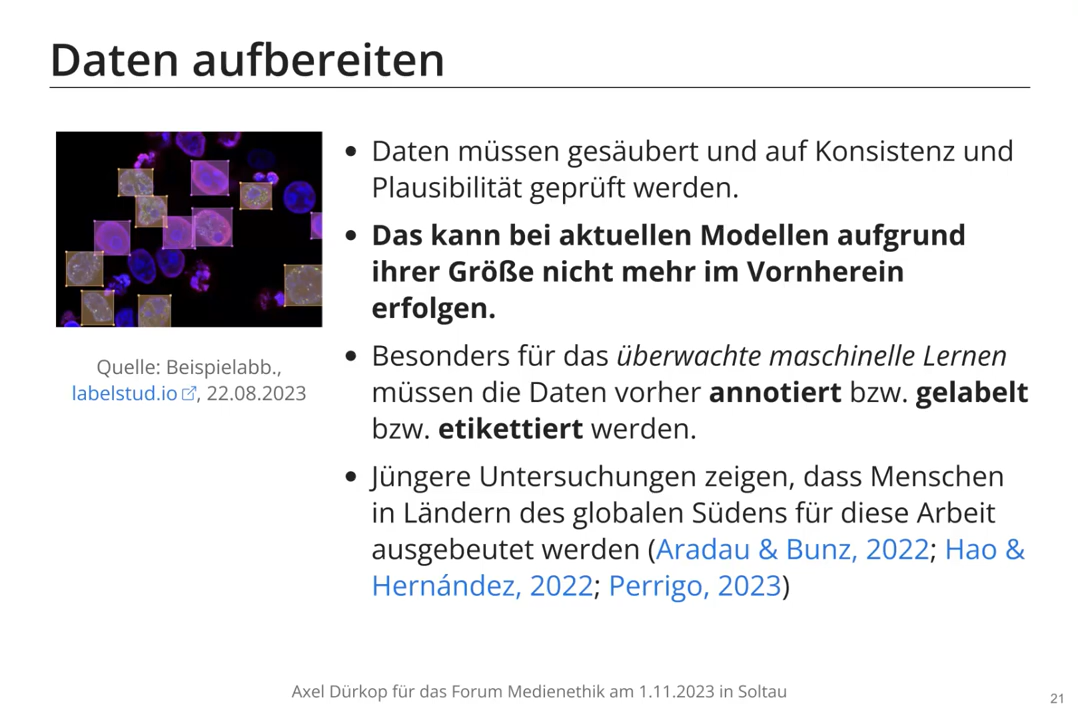 Daten aufbereiten
Quelle: Beispielabb.,
labelstud.io, 22.08.2023
• Daten müssen gesäubert und auf Konsistenz und
Plausibilität geprüft werden.
• Das kann bei aktuellen Modellen aufgrund
ihrer Größe nicht mehr im Vornherein
erfolgen.
• Besonders für das überwachte maschinelle Lernen
müssen die Daten vorher annotiert bzw. gelabelt
bzw. etikettiert werden.
• Jüngere Untersuchungen zeigen, dass Menschen
in Ländern des globalen Südens für diese Arbeit
ausgebeutet werden (Aradau & Bunz, 2022; Hao &
Hernández, 2022; Perrigo, 2023)
Axel Dürkop für das Forum Medienethik am 1.11.2023 in Soltau
21